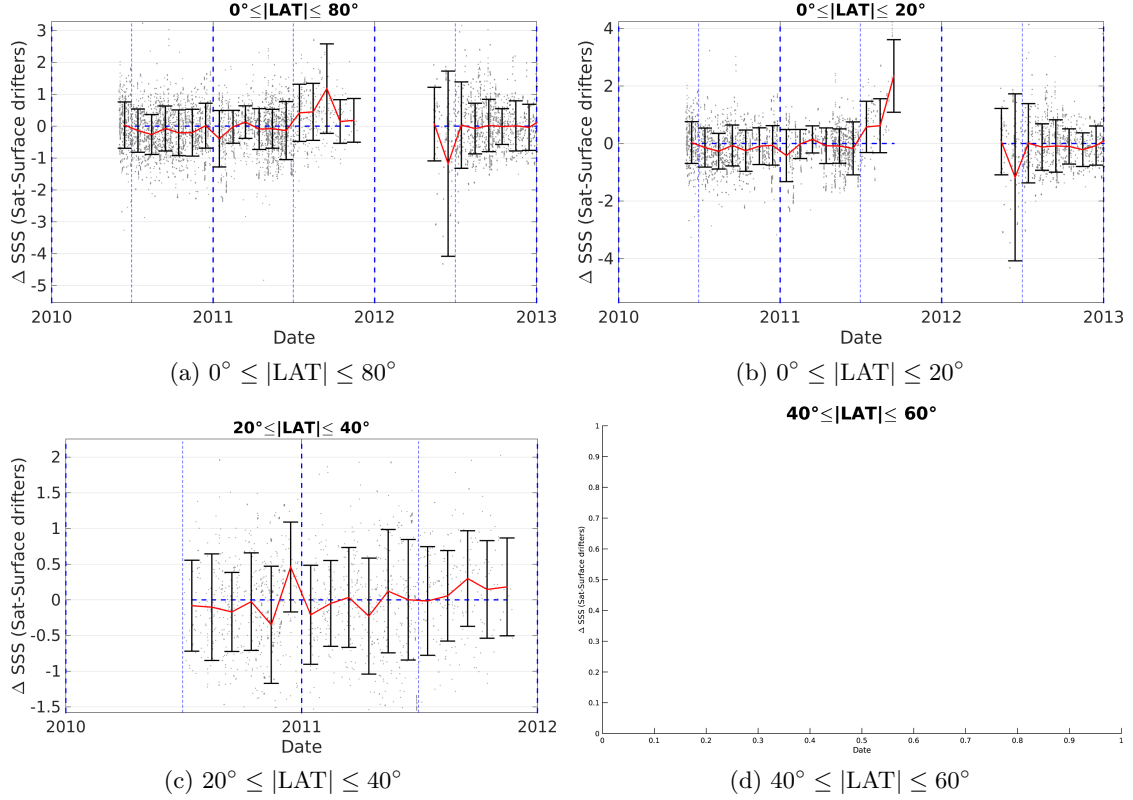 0°≤|LAT|≤ 80°
Δ SSS (Sat-Surface drifters)
3
2
1
0
-1
-2
-3
-4
-5
2010 2011 2012 2013
Date
(a) 0° ≤ |LAT| ≤ 80°
0°≤|LAT|≤ 20°
Δ SSS (Sat-Surface drifters)
4
2
0
-2
-4
2010 2011 2012 2013
Date
(b) 0° ≤ |LAT| ≤ 20°
20°≤|LAT|≤ 40°
Δ SSS (Sat-Surface drifters)
2
1.5
1
0.5
0
-0.5
-1
-1.5
2010 2011 2012
Date
(c) 20° ≤ |LAT| ≤ 40°
40°≤|LAT|≤ 60°
Δ SSS (Sat-Surface drifters)
1
0.9
0.8
0.7
0.6
0.5
0.4
0.3
0.2
0.1
0
0 0.1 0.2 0.3 0.4 0.5 0.6 0.7 0.8 0.9 1
Date
(d) 40° ≤ |LAT| ≤ 60°